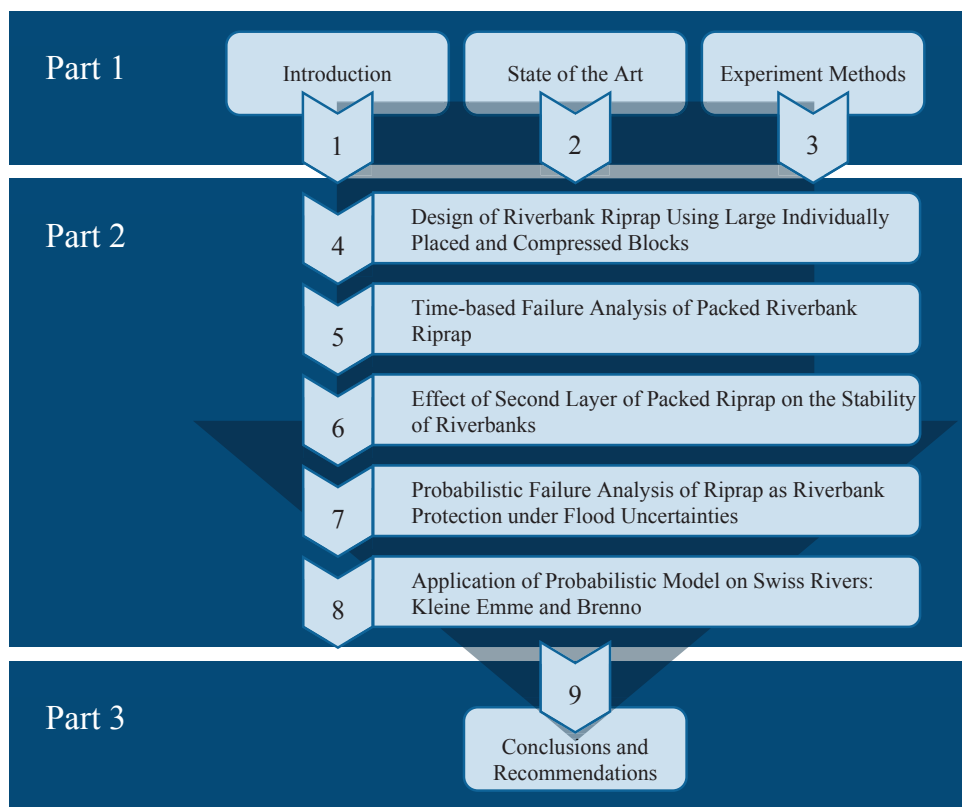 Part 1
Introduction
State of the Art
Experiment Methods
1
2
3
Part 2
4
Design of Riverbank Riprap Using Large Individually
Placed and Compressed Blocks
5
Time-based Failure Analysis of Packed Riverbank
Riprap
6
Effect of Second Layer of Packed Riprap on the Stability
of Riverbanks
7
Probabilistic Failure Analysis of Riprap as Riverbank
Protection under Flood Uncertainties
8
Application of Probabilistic Model on Swiss Rivers:
Kleine Emme and Brenno
Part 3
9
Conclusions and
Recommendations